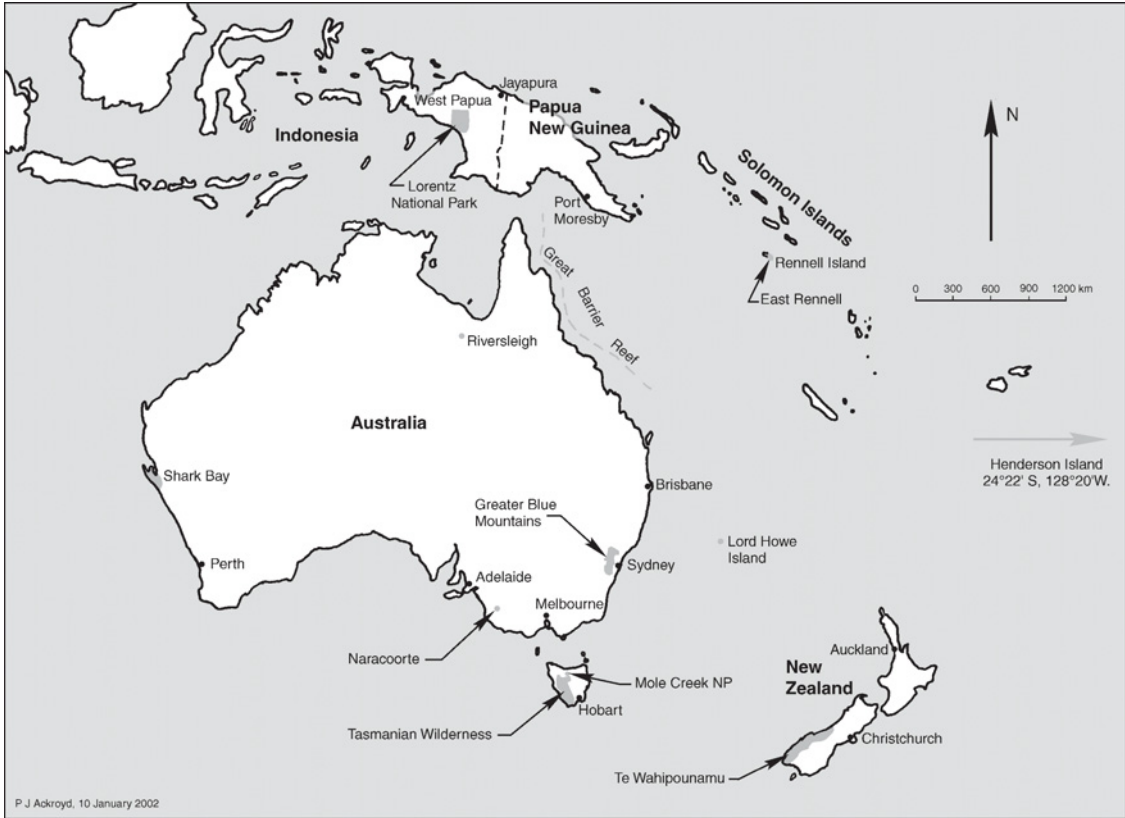 Jayapura
West Papua
Papua
New Guinea
Indonesia
N
Solomon Islands
Lorentz
National Park
Port
Moresby
Great Barrier Reef
Rennell Island
East Rennell
0 300 600 900 1200 km
Riversleigh
Australia
Henderson Island
24°22' S, 128°20'W.
Shark Bay
Brisbane
Greater Blue
Mountains
Lord Howe
Island
Perth
Sydney
Adelaide
Melbourne
Naracoorte
Auckland
New
Zealand
Mole Creek NP
Hobart
Tasmanian Wilderness
Christchurch
Te Wahipounamu
P J Ackroyd, 10 January 2002